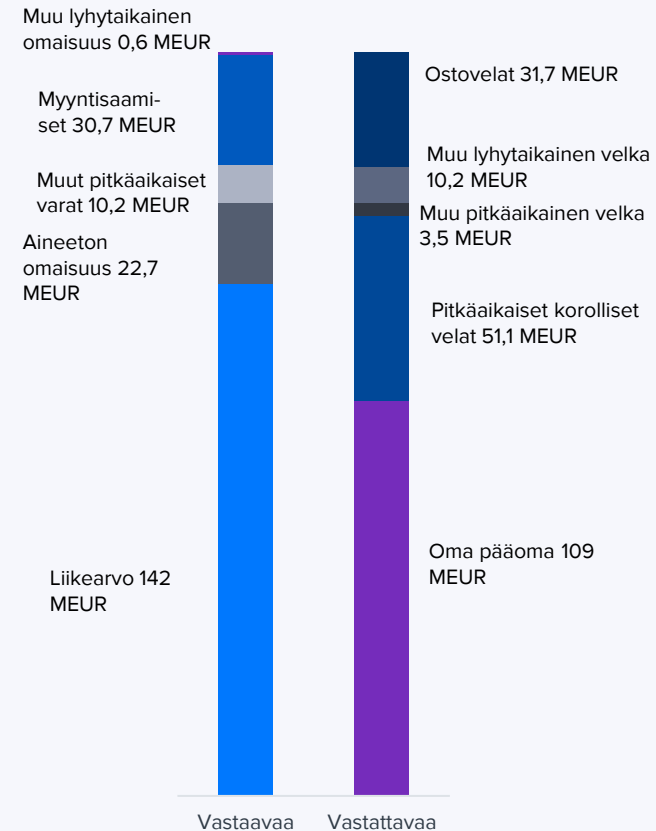 Muu lyhytaikainen
omaisuus 0,6 MEUR
Myyntisaami-
set 30,7 MEUR
Muut pitkäaikaiset
varat 10,2 MEUR
Aineeton
omaisuus 22,7
MEUR
Liikearvo 142
MEUR
Ostovelat 31,7 MEUR
Muu lyhytaikainen velka
10,2 MEUR
Muu pitkäaikainen velka
3,5 MEUR
Pitkäaikaiset korolliset
velat 51,1 MEUR
Oma pääoma 109
MEUR
Vastaavaa
Vastattavaa